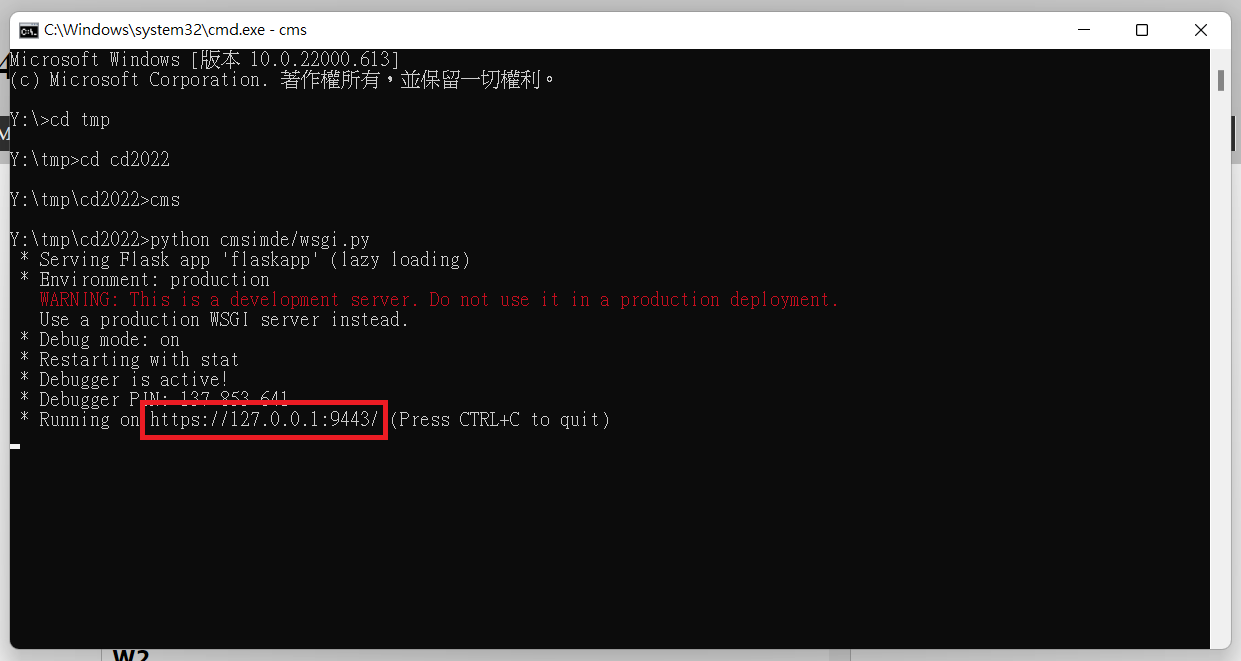 C:\Windows\system32\cmd.exe - cms
Microsoft Windows [版本 10.0.22000.613]
(c) Microsoft Corporation. 著作權所有，並保留一切權利。
Y:\>cd tmp
Y:\tmp>cd cd2022
Y:\tmp\cd2022>cms
Y:\tmp\cd2022>python cmsimde/wsgi.py
* Serving Flask app 'flaskapp' (lazy loading)
* Environment: production
WARNING: This is a development server. Do not use it in a production deployment.
Use a production WSGI server instead.
* Debug mode: on
* Restarting with stat
* Debugger is active!
* Debugger PIN: 137-853-641
* Running on https://127.0.0.1:9443/ (Press CTRL+C to quit)
W2